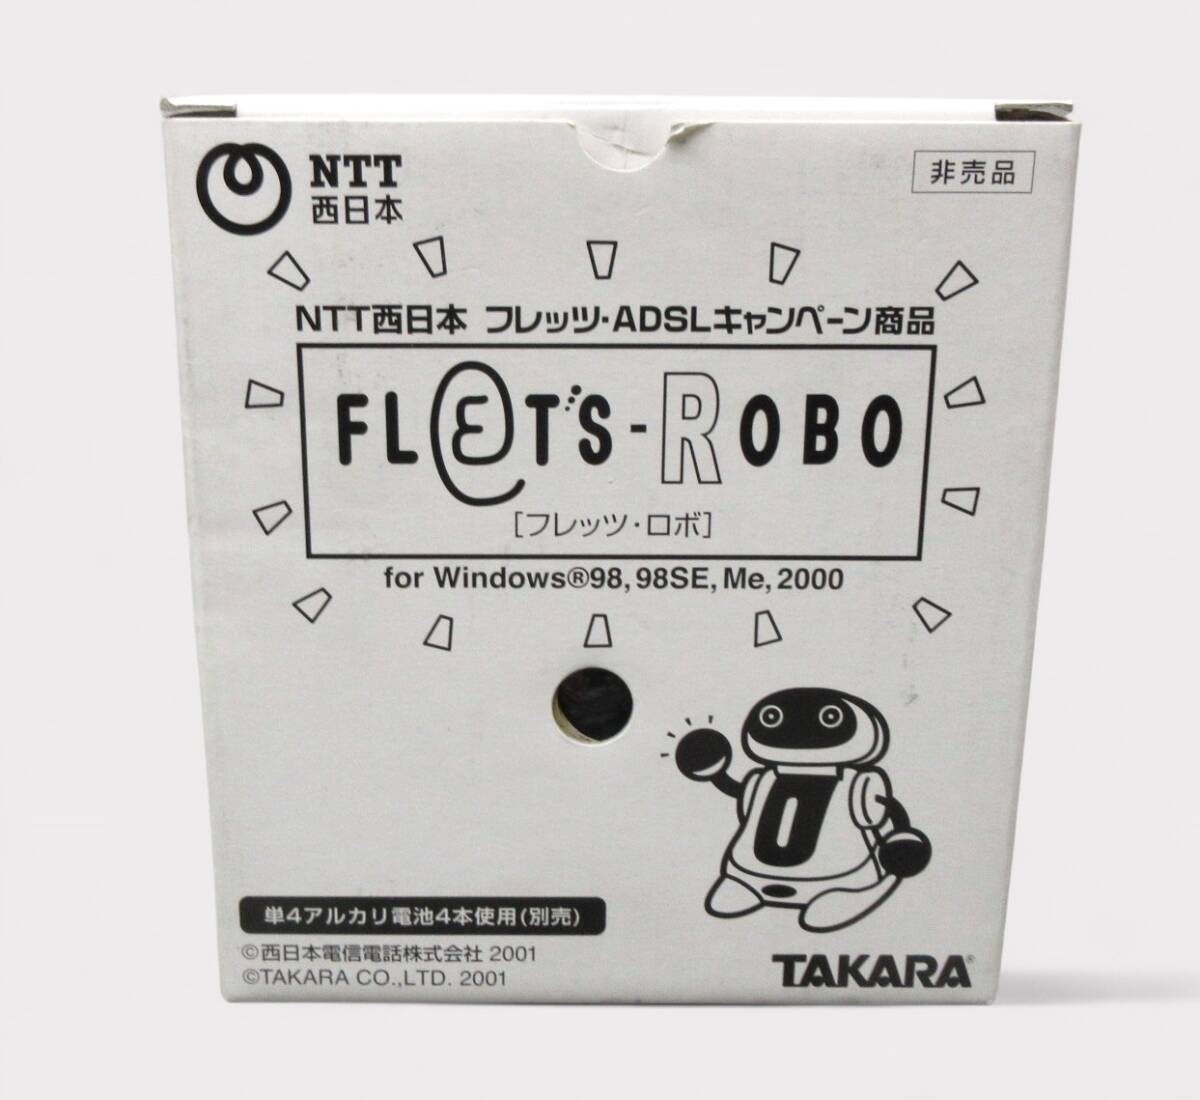 NTT
西日本
非売品
NTT西日本 フレッツ・ADSLキャンペーン商品
FLET'S-ROBO
[フレッツ・ロボ]
for Windows®98, 98SE, Me, 2000
単4アルカリ電池4本使用(別売)
©西日本電信電話株式会社 2001
©TAKARA CO.,LTD. 2001
TAKARA®